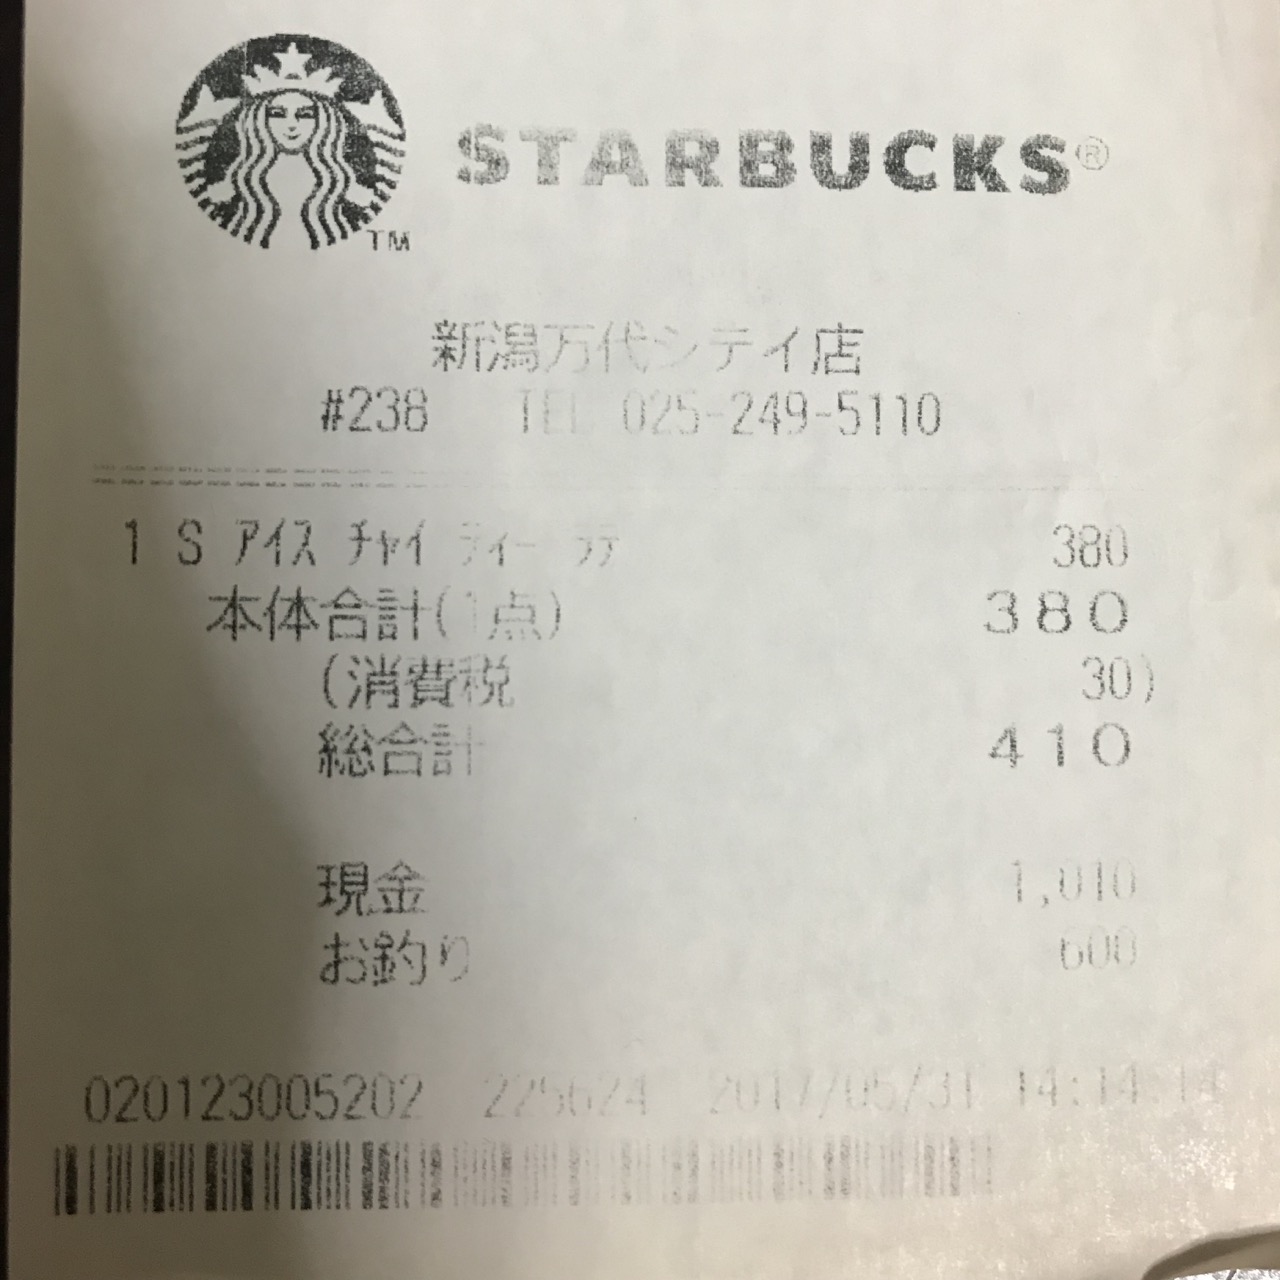 STARBUCKS®
TM
新潟万代シティ店
#238 TEL 025-249-5110
1 S ｱｲｽ ﾁｬｲ ﾃｨｰ ﾗﾃ 380
本体合計(1点) 380
(消費税 30)
総合計 410
現金 1,010
お釣り 600
020123005202 225624 2017/05/31 14:14:14